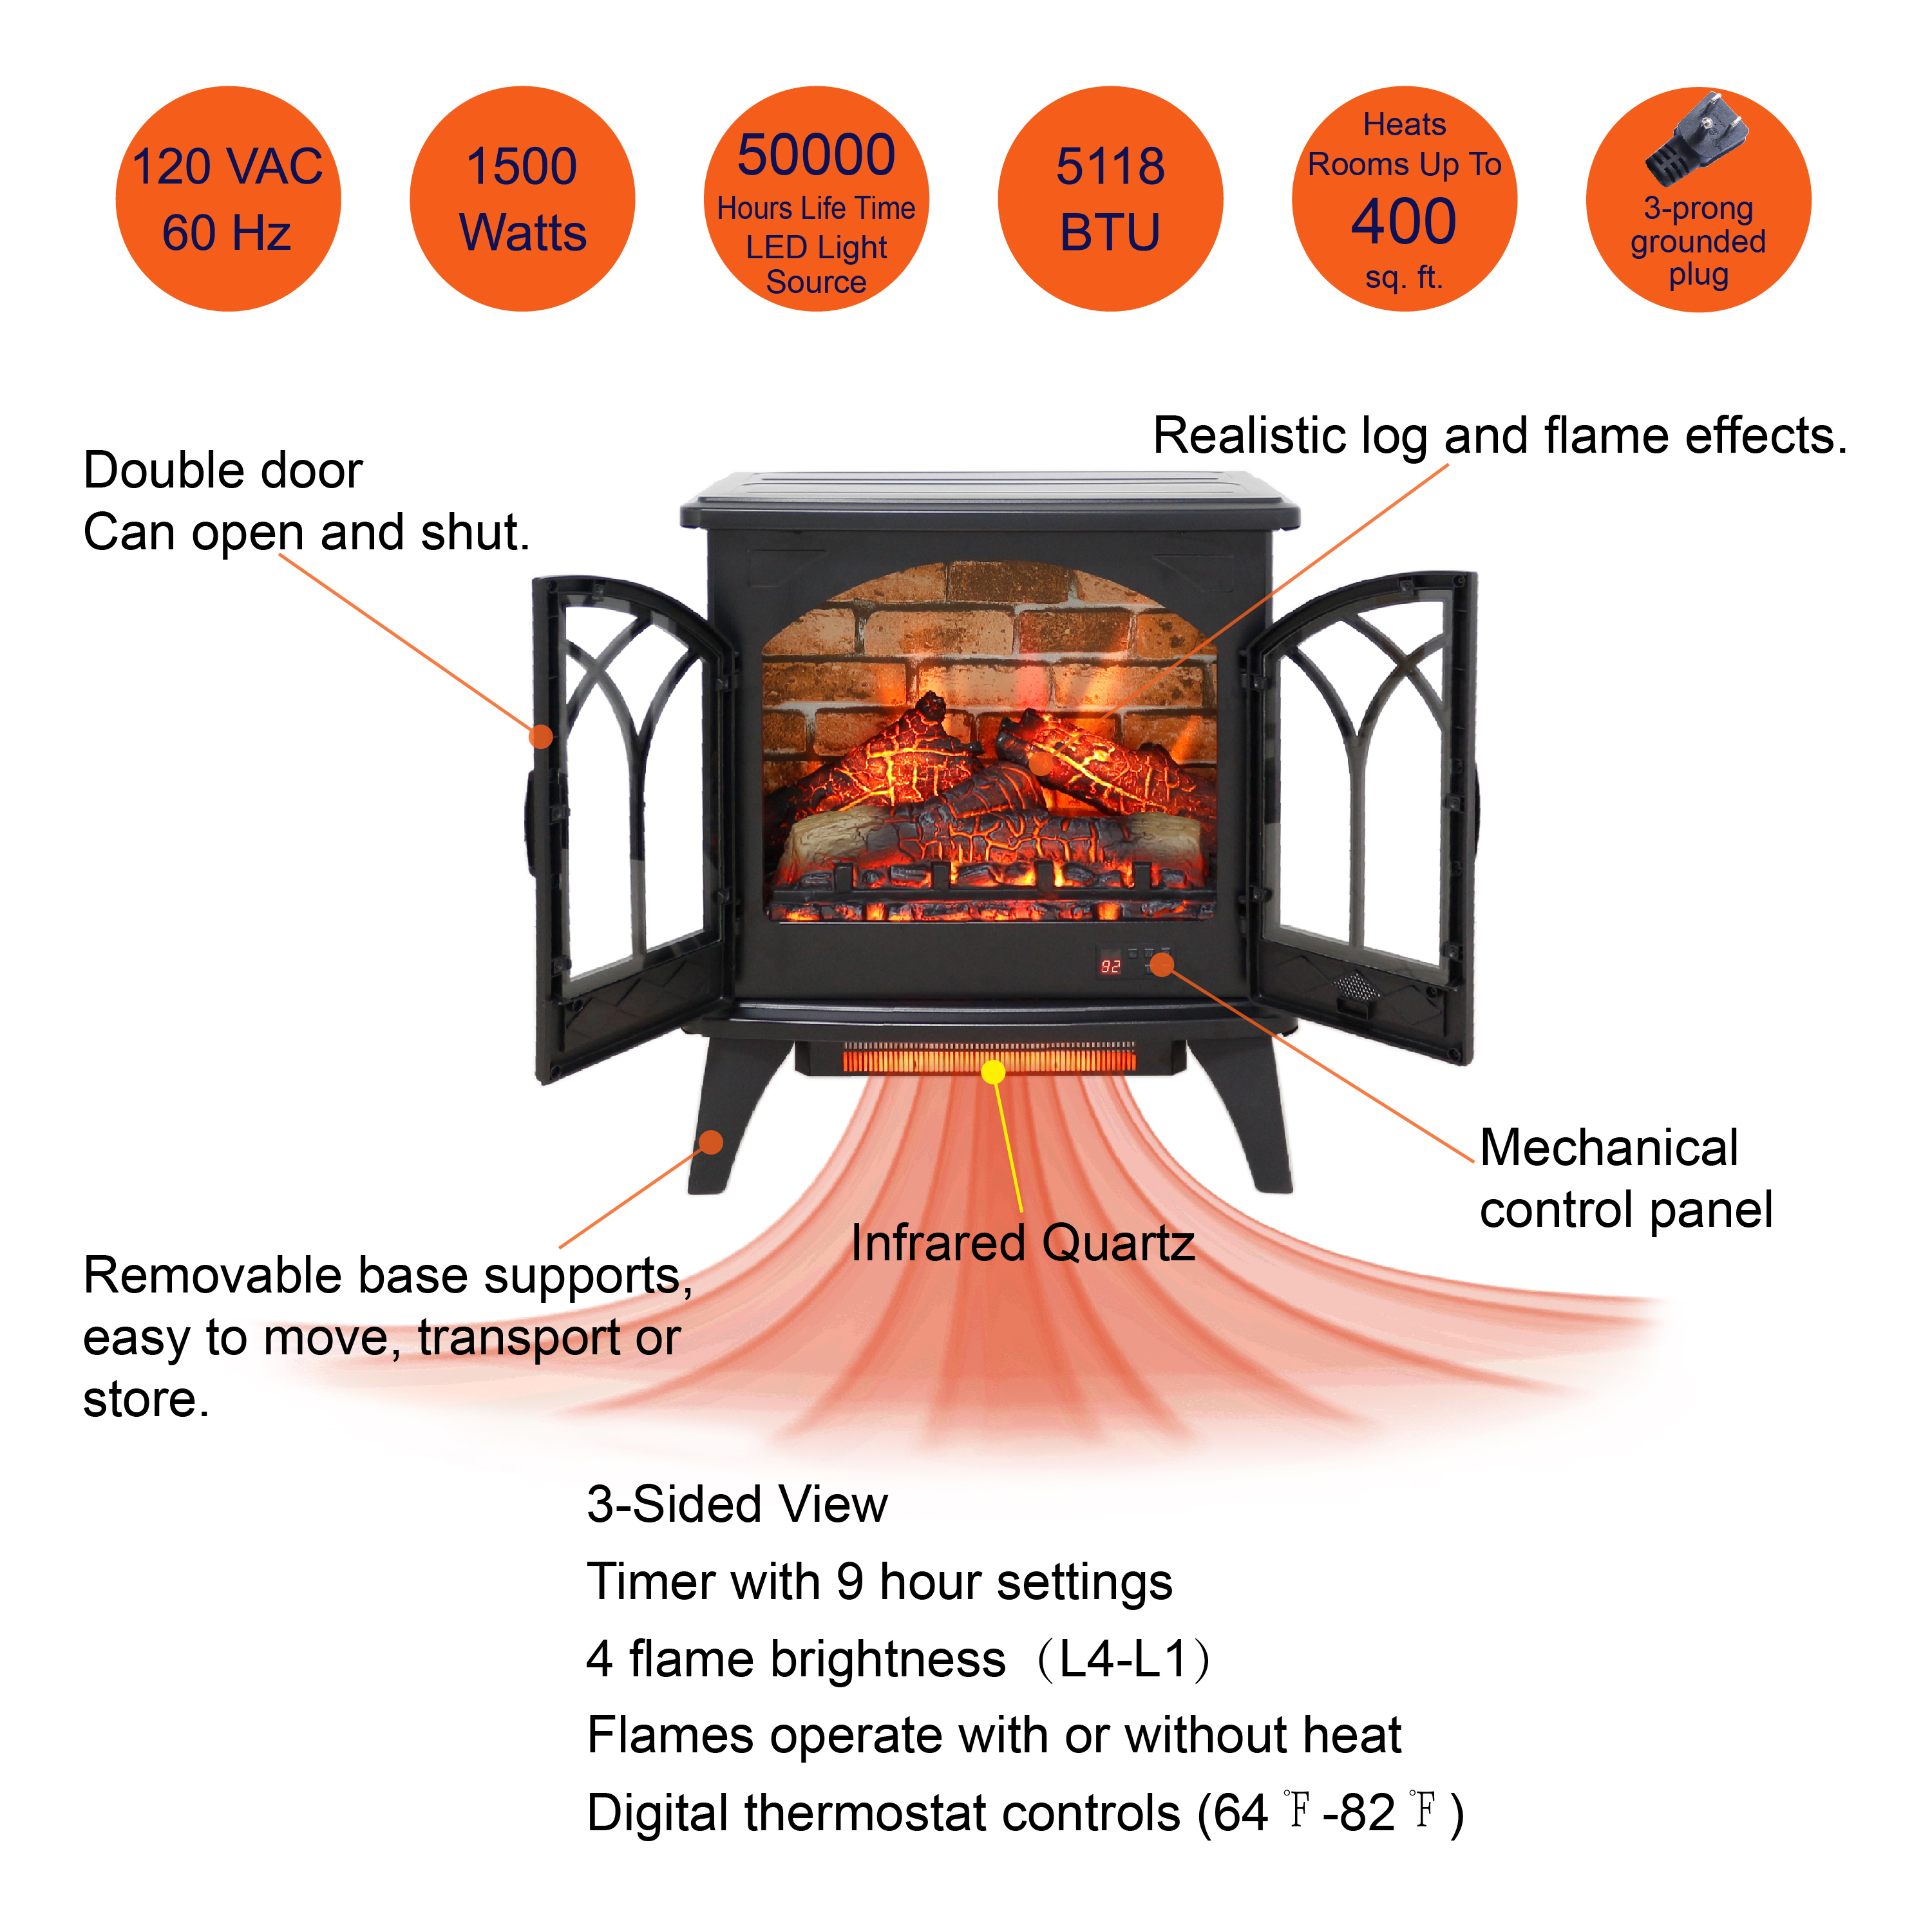 120 VAC
60 Hz
1500
Watts
50000
Hours Life Time
LED Light
Source
5118
BTU
Heats
Rooms Up To
400
sq. ft.
3-prong
grounded
plug
Realistic log and flame effects.
Double door
Can open and shut.
82
Mechanical
control panel
Infrared Quartz
Removable base supports,
easy to move, transport or
store.
3-Sided View
Timer with 9 hour settings
4 flame brightness（L4-L1）
Flames operate with or without heat
Digital thermostat controls (64℉-82℉)